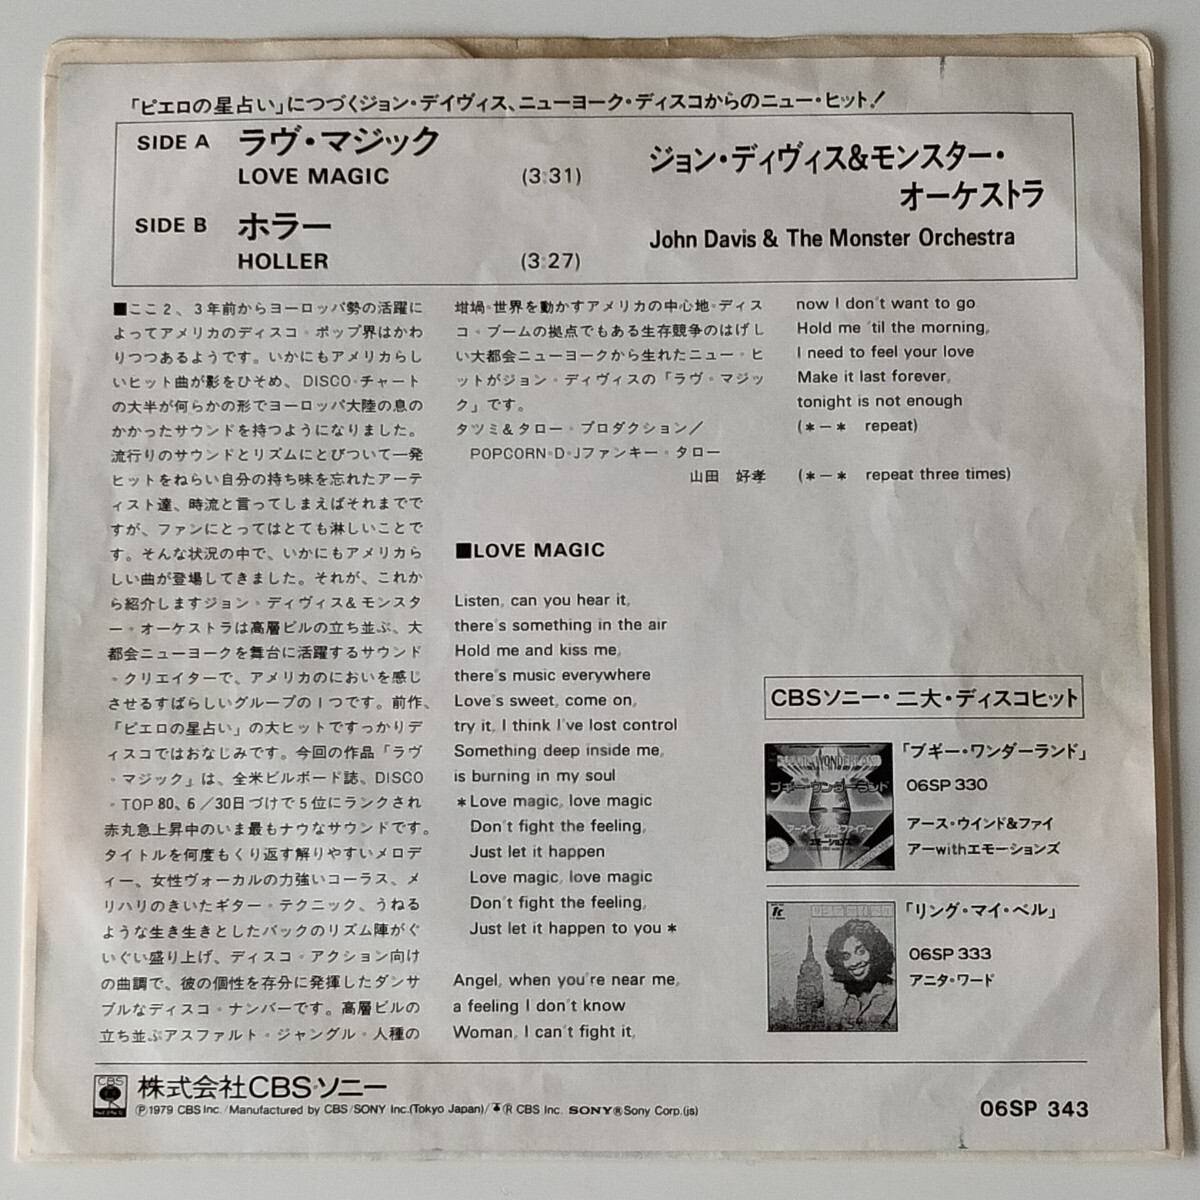 「ピエロの星占い」につづくジョン・デイヴィス、ニューヨーク・ディスコからのニュー・ヒット!
SIDE A ラヴ・マジック
LOVE MAGIC (3:31)
SIDE B ホラー
HOLLER (3:27)
ジョン・ディヴィス&モンスター・
オーケストラ
John Davis & The Monster Orchestra
■ここ2、3年前からヨーロッパ勢の活躍に
よってアメリカのディスコ・ポップ界はかわ
りつつあるようです。いかにもアメリカらし
いヒット曲が影をひそめ、DISCO・チャート
の大半が何らかの形でヨーロッパ大陸の息の
かかったサウンドを持つようになりました。
流行りのサウンドとリズムにとびついて一発
ヒットをねらい自分の持ち味を忘れたアーテ
ィスト達、時流と言ってしまえばそれまでで
すが、ファンにとってはとても淋しいことで
す。そんな状況の中で、いかにもアメリカら
しい曲が登場してきました。それが、これか
ら紹介しますジョン・ディヴィス&モンスタ
ー・オーケストラは高層ビルの立ち並ぶ、大
都会ニューヨークを舞台に活躍するサウンド
・クリエイターで、アメリカのにおいを感じ
させるすばらしいグループの1つです。前作、
「ピエロの星占い」の大ヒットですっかりデ
ィスコではおなじみです。今回の作品「ラヴ
・マジック」は、全米ビルボード誌、DISCO
・TOP 80、6/30日づけで5位にランクされ
赤丸急上昇中のいま最もナウなサウンドです。
タイトルを何度もくり返す解りやすいメロデ
ィー、女性ヴォーカルの力強いコーラス、メ
リハリのきいたギター・テクニック、うねる
ような生き生きとしたバックのリズム陣がぐ
いぐい盛り上げ、ディスコ・アクション向け
の曲調で、彼の個性を存分に発揮したダンサ
ブルなディスコ・ナンバーです。高層ビルの
立ち並ぶアスファルト・ジャングル・人種の
坩堝・世界を動かすアメリカの中心地・ディス
コ・ブームの拠点でもある生存競争のはげし
い大都会ニューヨークから生れたニュー・ヒ
ットがジョン・ディヴィスの「ラヴ・マジッ
ク」です。
タツミ&タロー・プロダクション/
POPCORN・D・Jファンキー・タロー
山田 好孝
■LOVE MAGIC
Listen, can you hear it,
there's something in the air
Hold me and kiss me,
there's music everywhere
Love's sweet, come on,
try it, I think I've lost control
Something deep inside me,
is burning in my soul
*Love magic, love magic
Don't fight the feeling,
Just let it happen
Love magic, love magic
Don't fight the feeling,
Just let it happen to you *
Angel, when you're near me,
a feeling I don't know
Woman, I can't fight it,
now I don't want to go
Hold me 'til the morning,
I need to feel your love
Make it last forever,
tonight is not enough
(*—* repeat)
(*—* repeat three times)
CBSソニー・二大・ディスコヒット
ブギー・ワンダーランド
「ブギー・ワンダーランド」
06SP 330
アース・ウインド&ファイ
アーwithエモーションズ
「リング・マイ・ベル」
06SP 333
アニタ・ワード
CBS
株式会社CBS・ソニー
Ⓟ1979 CBS Inc./Manufactured by CBS/SONY Inc.(Tokyo Japan)/ ® CBS Inc. SONY®Sony Corp.(js)
06SP 343